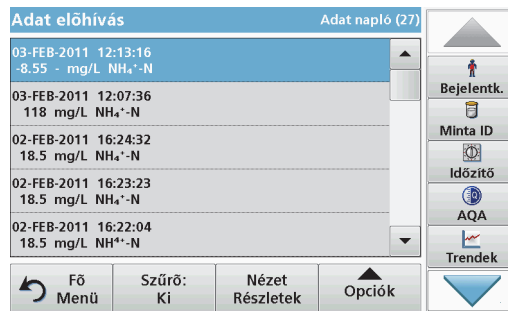 Adat elõhívás
Adat napló (27)
03-FEB-2011 12:13:16
-8.55 - mg/L NH₄⁺-N
03-FEB-2011 12:07:36
118 mg/L NH₄⁺-N
02-FEB-2011 16:24:32
18.5 mg/L NH₄⁺-N
02-FEB-2011 16:23:23
18.5 mg/L NH₄⁺-N
02-FEB-2011 16:22:04
18.5 mg/L NH⁴⁺-N
Bejelentk.
Minta ID
Időzítő
AQA
Trendek
Fõ
Menü
Szűrő:
Ki
Nézet
Részletek
Opciók